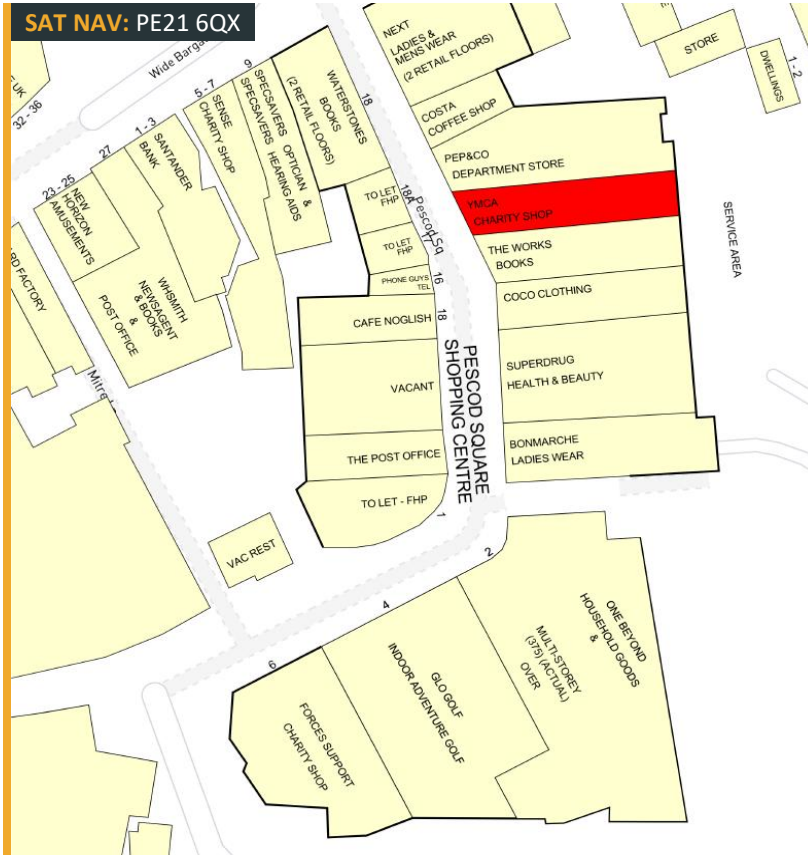 SAT NAV: PE21 6QX
Wide Barga
UK
32 - 36
NEXT
LADIES &
MENS WEAR
(2 RETAIL FLOORS)
STORE
DWELLINGS
1 - 2
9
5 - 7
1 - 3
27
23 - 25
SPECSAVERS OPTICIAN &
SPECSAVERS HEARING AIDS
WATERSTONES
BOOKS
(2 RETAIL FLOORS)
18
SENSE
CHARITY SHOP
SANTANDER
BANK
NEW
HORIZON
AMUSEMENTS
COSTA
COFFEE SHOP
PEP&CO
DEPARTMENT STORE
YMCA
CHARITY SHOP
THE WORKS
BOOKS
COCO CLOTHING
SUPERDRUG
HEALTH & BEAUTY
BONMARCHE
LADIES WEAR
SERVICE AREA
TO LET
FHP
18A
Pescod Sq
TO LET
FHP
17
PHONE GUYS
TEL
16
CAFE NOGLISH
18
VACANT
THE POST OFFICE
TO LET - FHP
1
PESCOD SQUARE
SHOPPING CENTRE
WHSMITH
NEWSAGENT
& BOOKS
&
POST OFFICE
ARD FACTORY
Mitre
VAC REST
2
4
6
ONE BEYOND
HOUSEHOLD GOODS
&
MULTI-STOREY
(375) (ACTUAL)
OVER
GLO GOLF
INDOOR ADVENTURE GOLF
FORCES SUPPORT
CHARITY SHOP